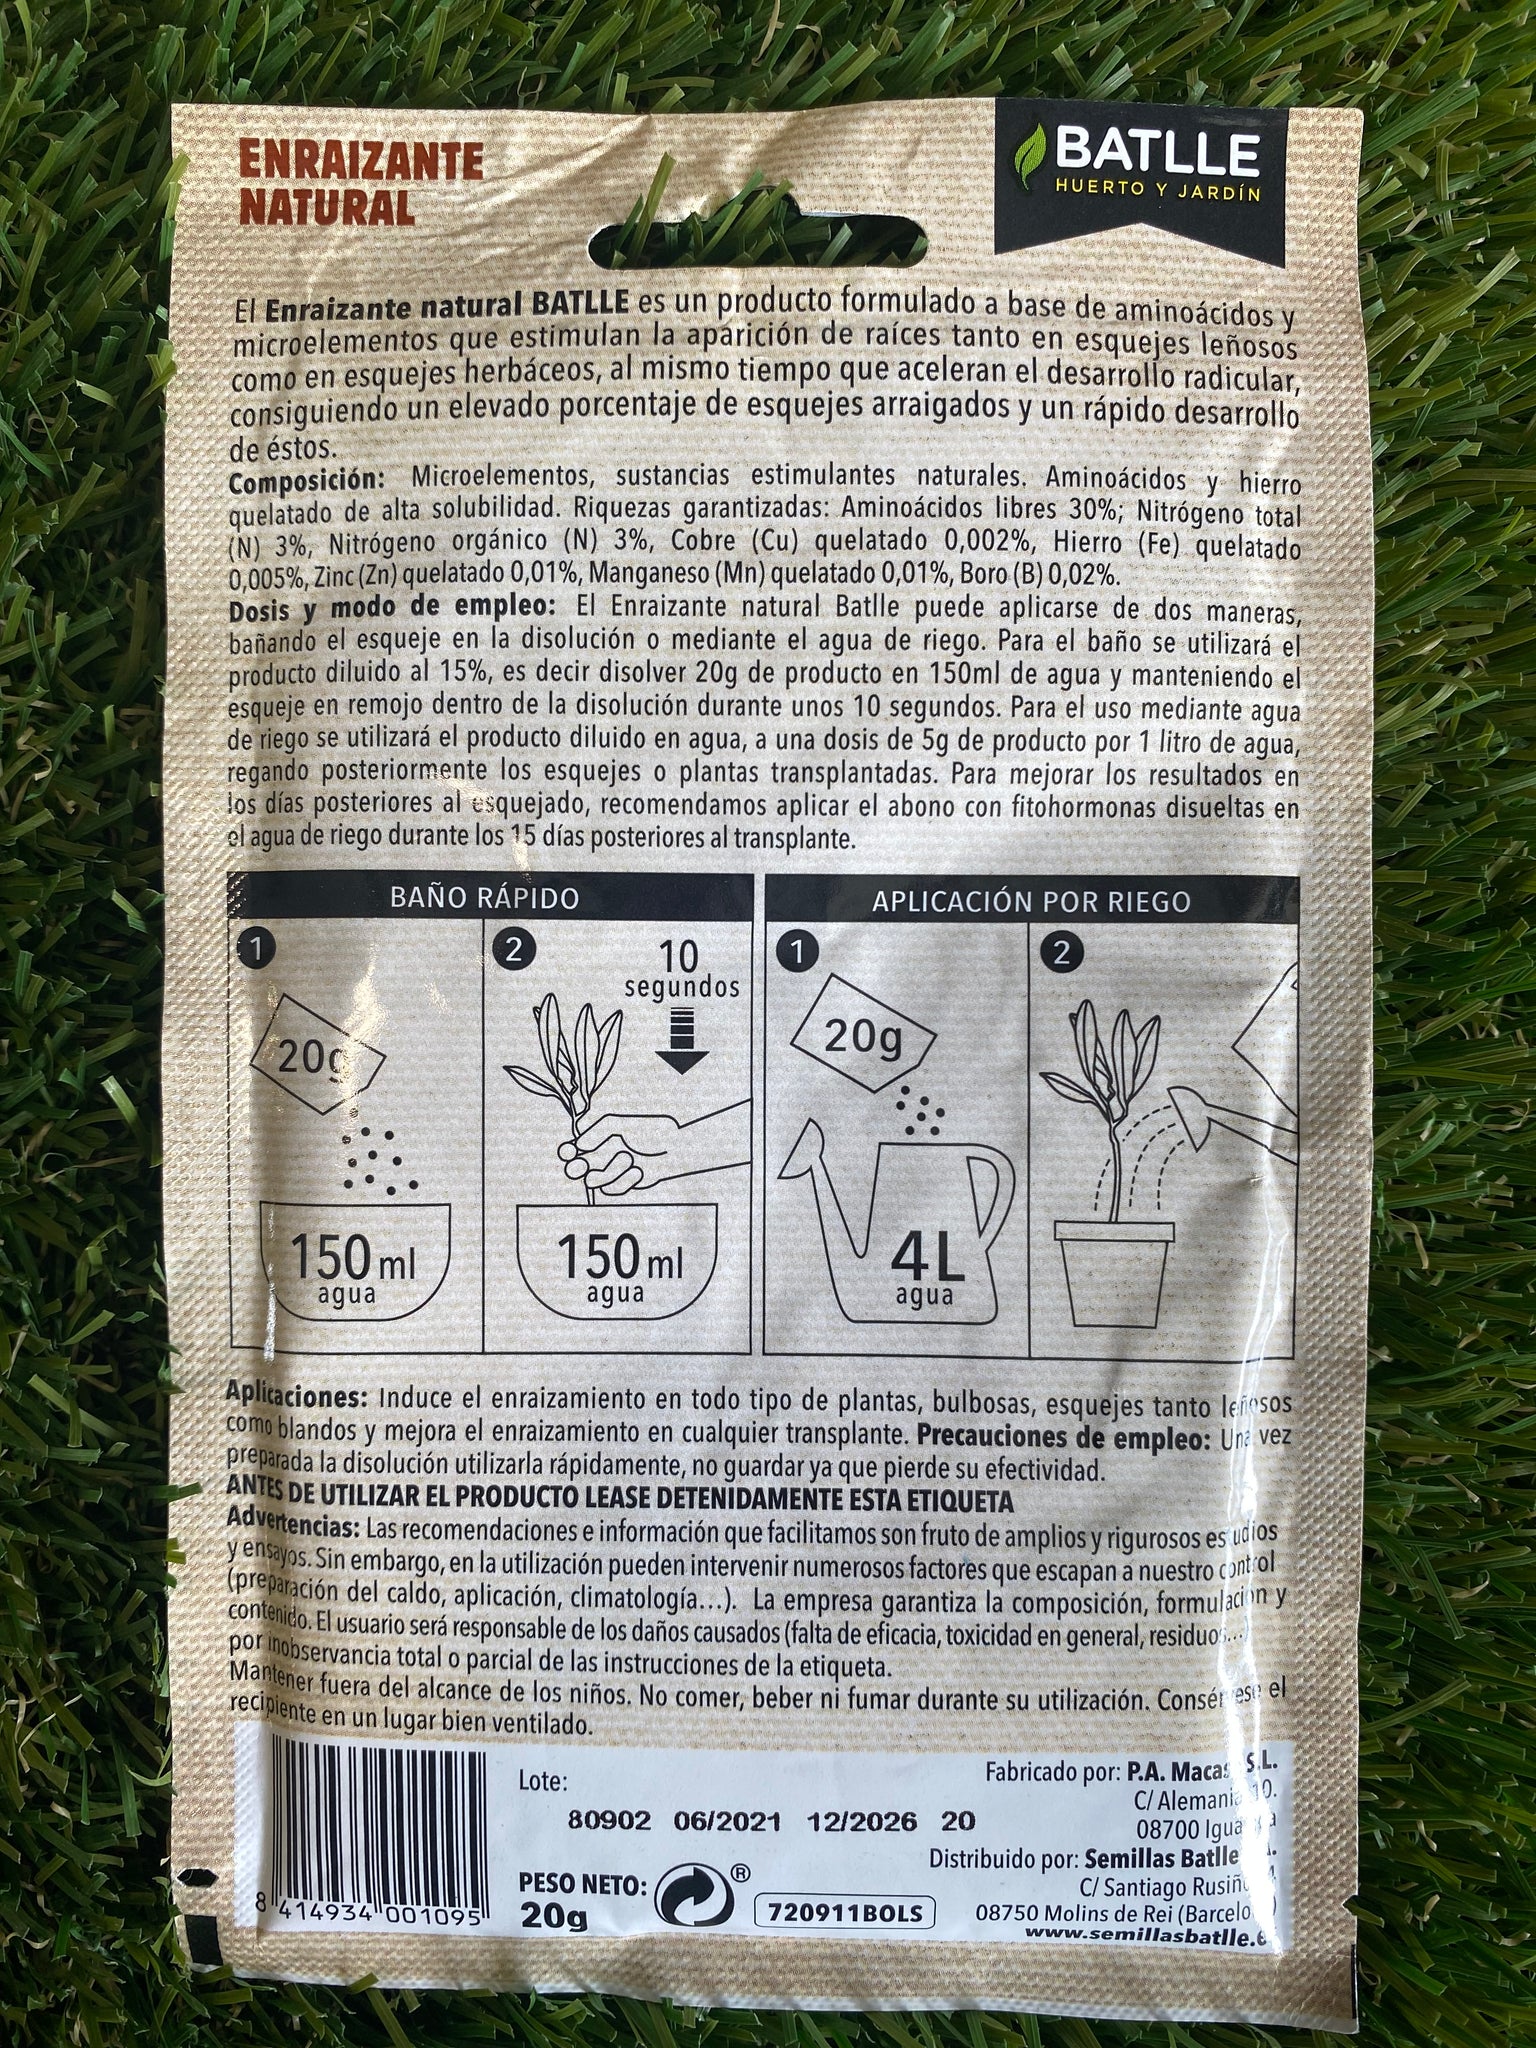 ENRAIZANTE
NATURAL
BATLLE
HUERTO Y JARDÍN
El Enraizante natural BATLLE es un producto formulado a base de aminoácidos y
microelementos que estimulan la aparición de raíces tanto en esquejes leñosos
como en esquejes herbáceos, al mismo tiempo que aceleran el desarrollo radicular,
consiguiendo un elevado porcentaje de esquejes arraigados y un rápido desarrollo
de éstos.
Composición: Microelementos, sustancias estimulantes naturales. Aminoácidos y hierro
quelatado de alta solubilidad. Riquezas garantizadas: Aminoácidos libres 30%; Nitrógeno total
(N) 3%, Nitrógeno orgánico (N) 3%, Cobre (Cu) quelatado 0,002%, Hierro (Fe) quelatado
0,005%, Zinc (Zn) quelatado 0,01%, Manganeso (Mn) quelatado 0,01%, Boro (B) 0,02%.
Dosis y modo de empleo: El Enraizante natural Batlle puede aplicarse de dos maneras,
bañando el esqueje en la disolución o mediante el agua de riego. Para el baño se utilizará el
producto diluido al 15%, es decir disolver 20g de producto en 150ml de agua y manteniendo el
esqueje en remojo dentro de la disolución durante unos 10 segundos. Para el uso mediante agua
de riego se utilizará el producto diluido en agua, a una dosis de 5g de producto por 1 litro de agua,
regando posteriormente los esquejes o plantas transplantadas. Para mejorar los resultados en
los días posteriores al esquejado, recomendamos aplicar el abono con fitohormonas disueltas en
el agua de riego durante los 15 días posteriores al transplante.
BAÑO RÁPIDO
1
20g
150 ml
agua
2
10
segundos
150 ml
agua
APLICACIÓN POR RIEGO
1
20g
4L
agua
2
Aplicaciones: Induce el enraizamiento en todo tipo de plantas, bulbosas, esquejes tanto leñosos
como blandos y mejora el enraizamiento en cualquier transplante. Precauciones de empleo: Una vez
preparada la disolución utilizarla rápidamente, no guardar ya que pierde su efectividad.
ANTES DE UTILIZAR EL PRODUCTO LEASE DETENIDAMENTE ESTA ETIQUETA
Advertencias: Las recomendaciones e información que facilitamos son fruto de amplios y rigurosos estudios
y ensayos. Sin embargo, en la utilización pueden intervenir numerosos factores que escapan a nuestro control
(preparación del caldo, aplicación, climatología...). La empresa garantiza la composición, formulación y
contenido. El usuario será responsable de los daños causados (falta de eficacia, toxicidad en general, residuos...)
por inobservancia total o parcial de las instrucciones de la etiqueta.
Mantener fuera del alcance de los niños. No comer, beber ni fumar durante su utilización. Consérvese el
recipiente en un lugar bien ventilado.
8 414934 001095
Lote:
80902 06/2021 12/2026 20
PESO NETO:
20g
®
720911BOLS
Fabricado por: P.A. S.L.
C/ Alemania 10.
08700
Distribuido por: Semillas Batlle
C/ Santiago
08750 Molins de Rei